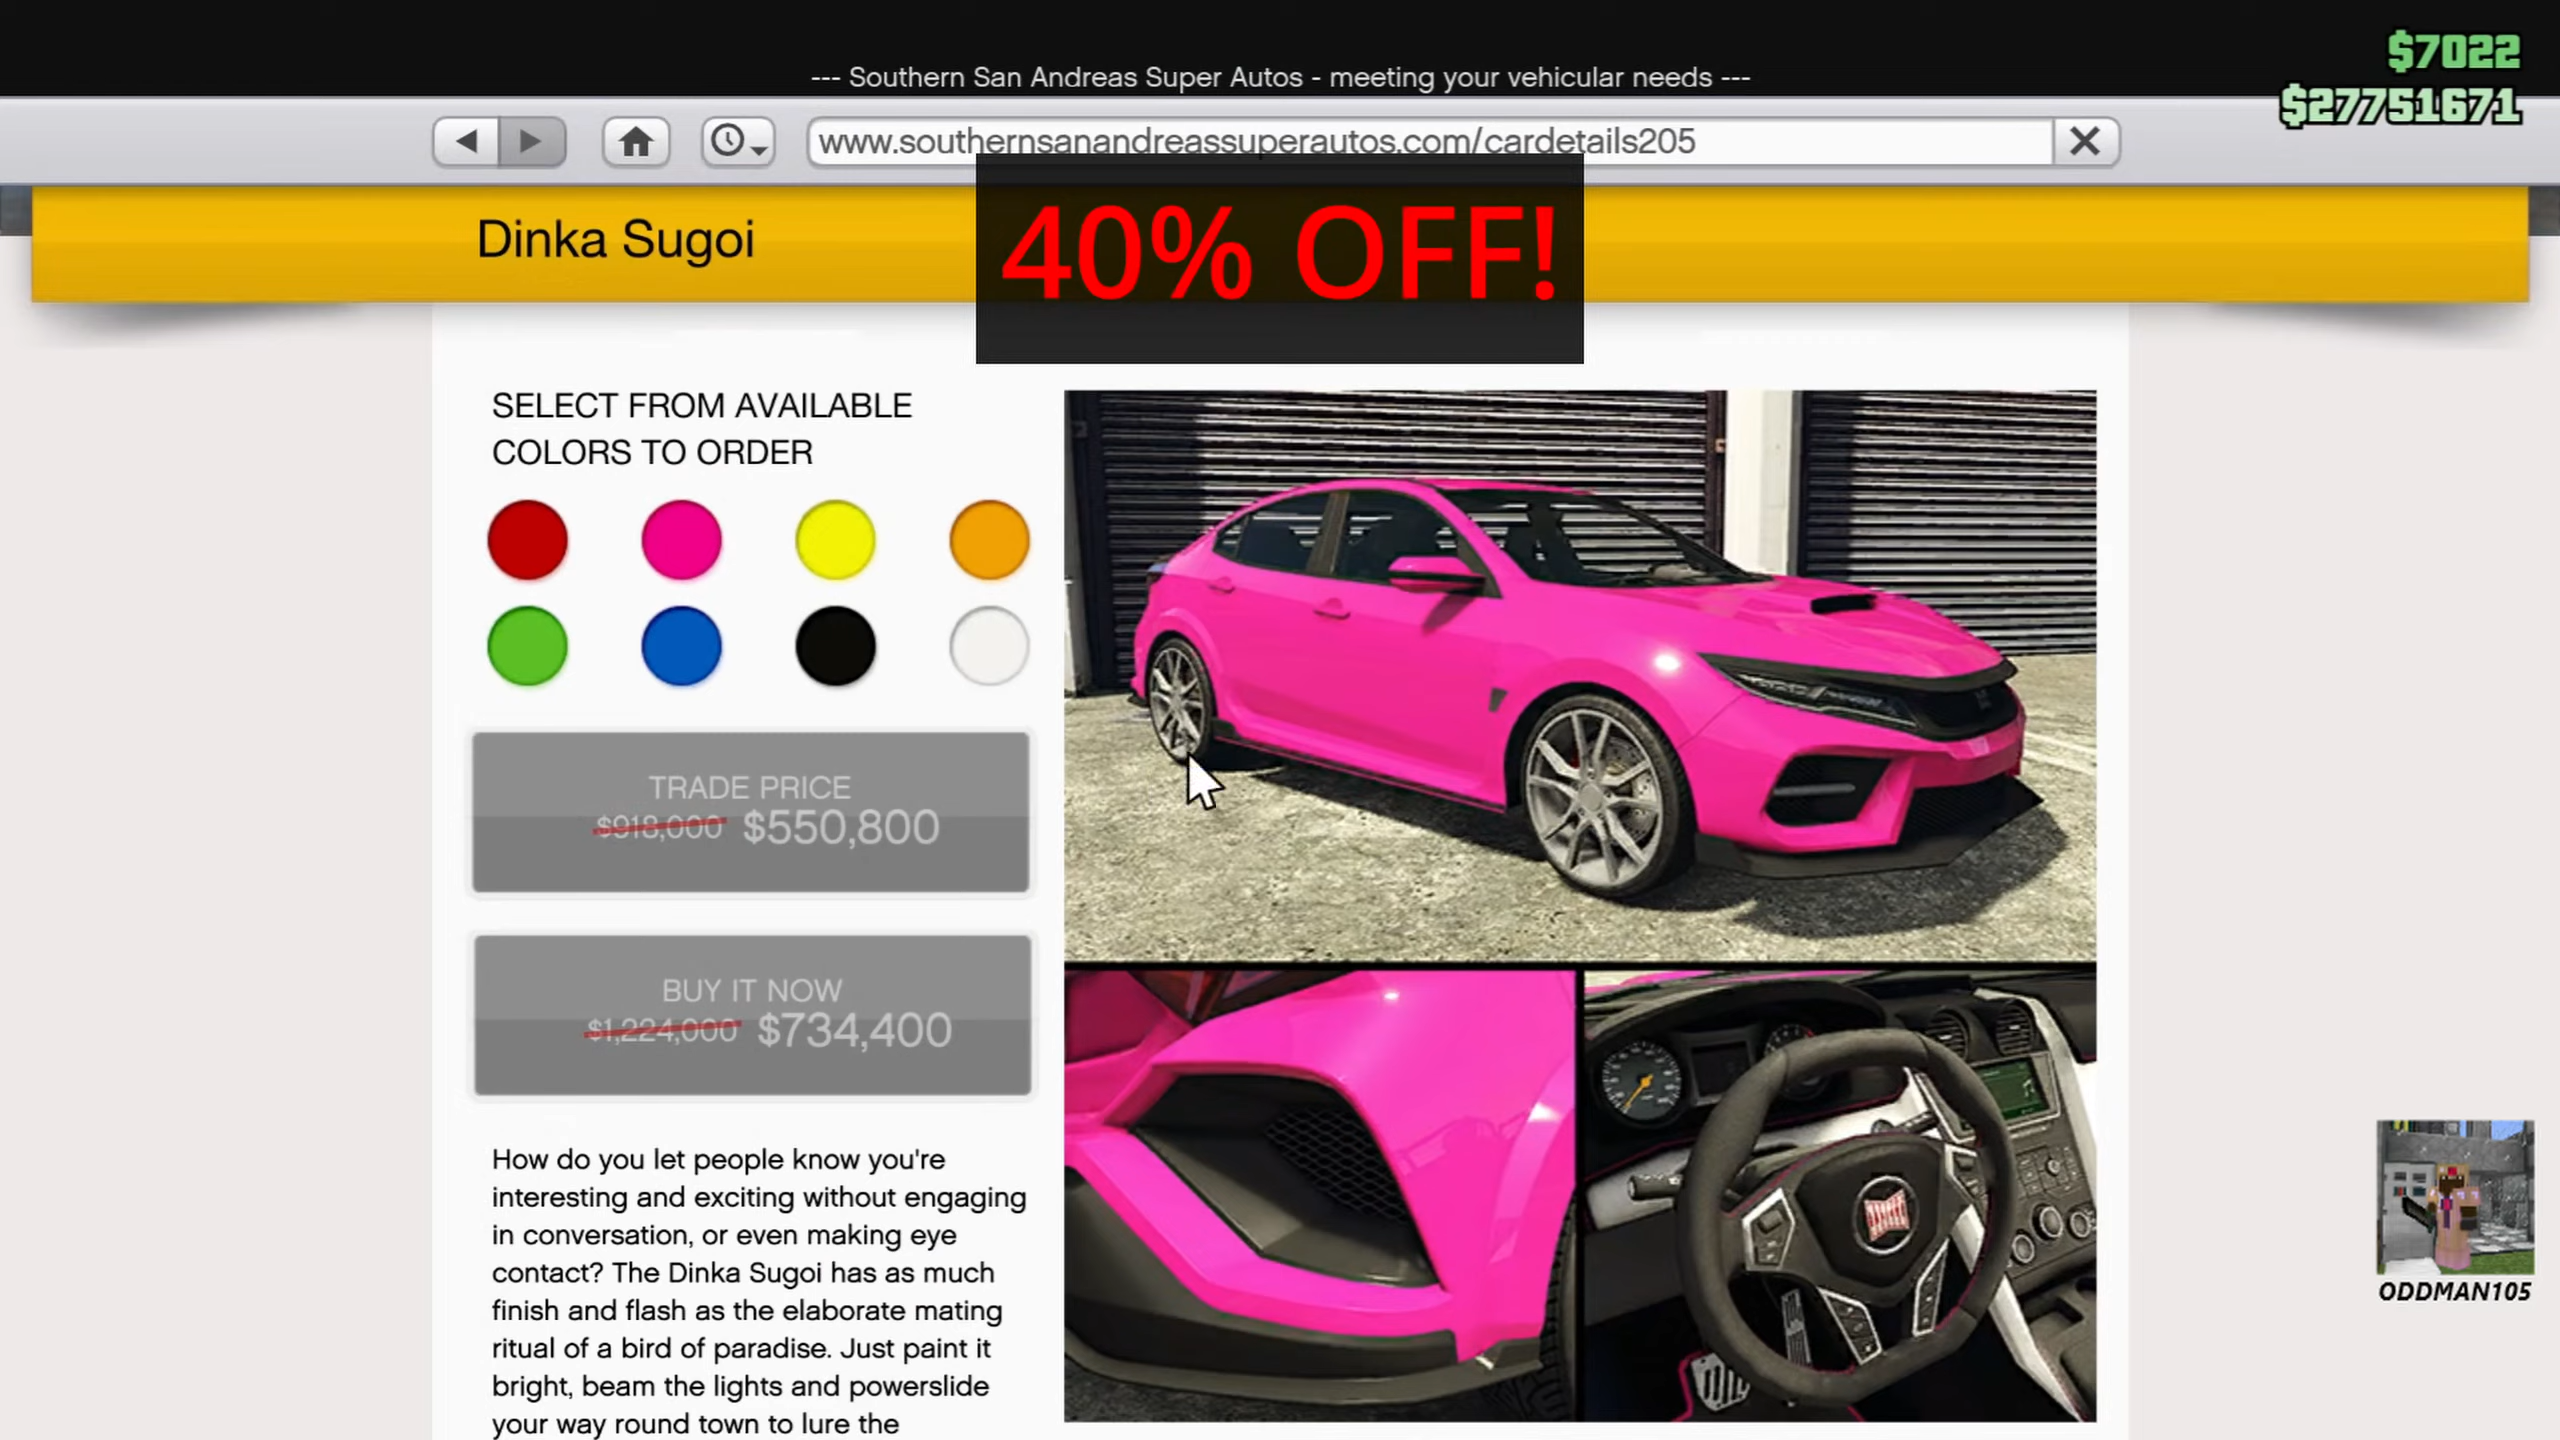 $7022
--- Southern San Andreas Super Autos - meeting your vehicular needs ---
$27751671
www.southernsanandreassuperautos.com/cardetails205
Dinka Sugoi
40% OFF!
SELECT FROM AVAILABLE
COLORS TO ORDER
TRADE PRICE
$918,000 $550,800
BUY IT NOW
$1,224,000 $734,400
How do you let people know you're
interesting and exciting without engaging
in conversation, or even making eye
contact? The Dinka Sugoi has as much
finish and flash as the elaborate mating
ritual of a bird of paradise. Just paint it
bright, beam the lights and powerslide
your way round town to lure the
ODDMAN105